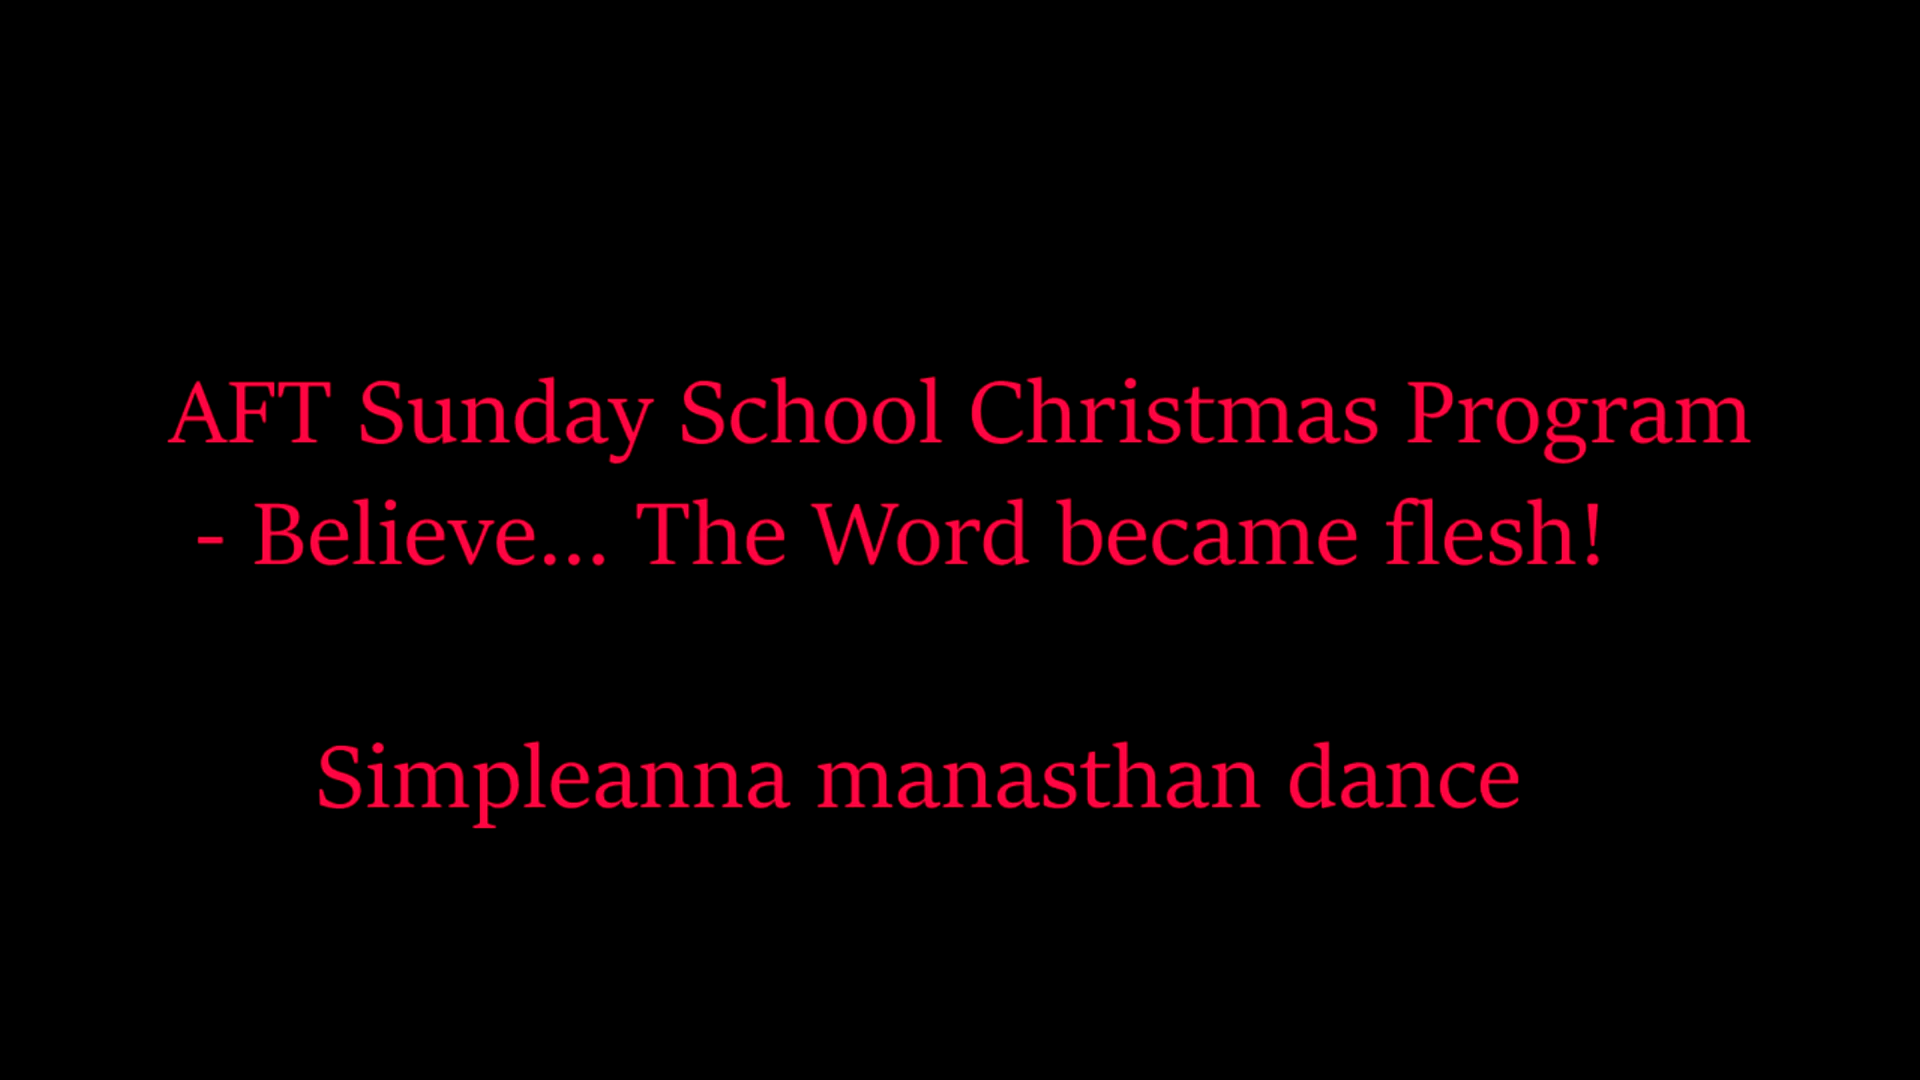 AFT Sunday School Christmas Program
- Believe... The Word became flesh!
Simpleanna manasthan dance